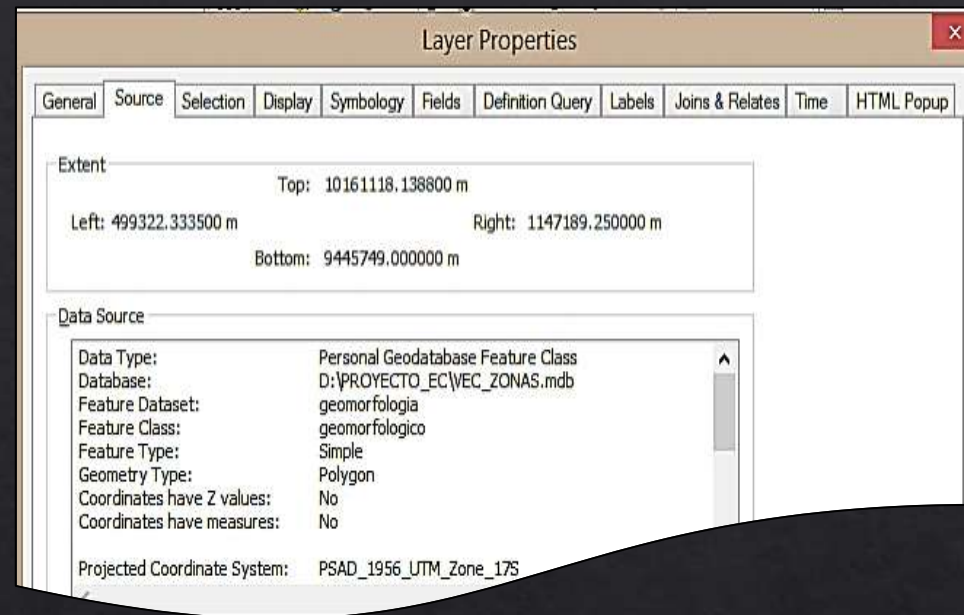 Layer Properties
x
General Source Selection Display Symbology Fields Definition Query Labels Joins & Relates Time HTML Popup
Extent
Top: 10161118.138800 m
Left: 499322.333500 m Right: 1147189.250000 m
Bottom: 9445749.000000 m
Data Source
Data Type: Personal Geodatabase Feature Class
Database: D:\PROYECTO_EC\VEC_ZONAS.mdb
Feature Dataset: geomorfologia
Feature Class: geomorfologico
Feature Type: Simple
Geometry Type: Polygon
Coordinates have Z values: No
Coordinates have measures: No
Projected Coordinate System: PSAD_1956_UTM_Zone_17S